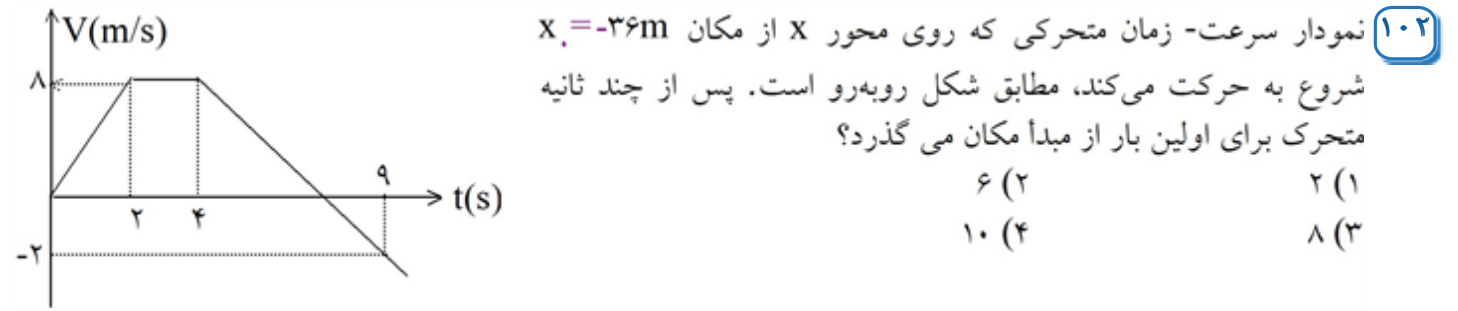 ۱۰۲ نمودار سرعت- زمان متحرکی که روی محور x از مکان x۰=-۳۶m
شروع به حرکت می‌کند، مطابق شکل روبه‌رو است. پس از چند ثانیه
متحرک برای اولین بار از مبدأ مکان می گذرد؟
۱) ۲ ۲) ۶
۳) ۸ ۴) ۱۰
V(m/s)
۸
۹
t(s)
۲ ۴
-۲